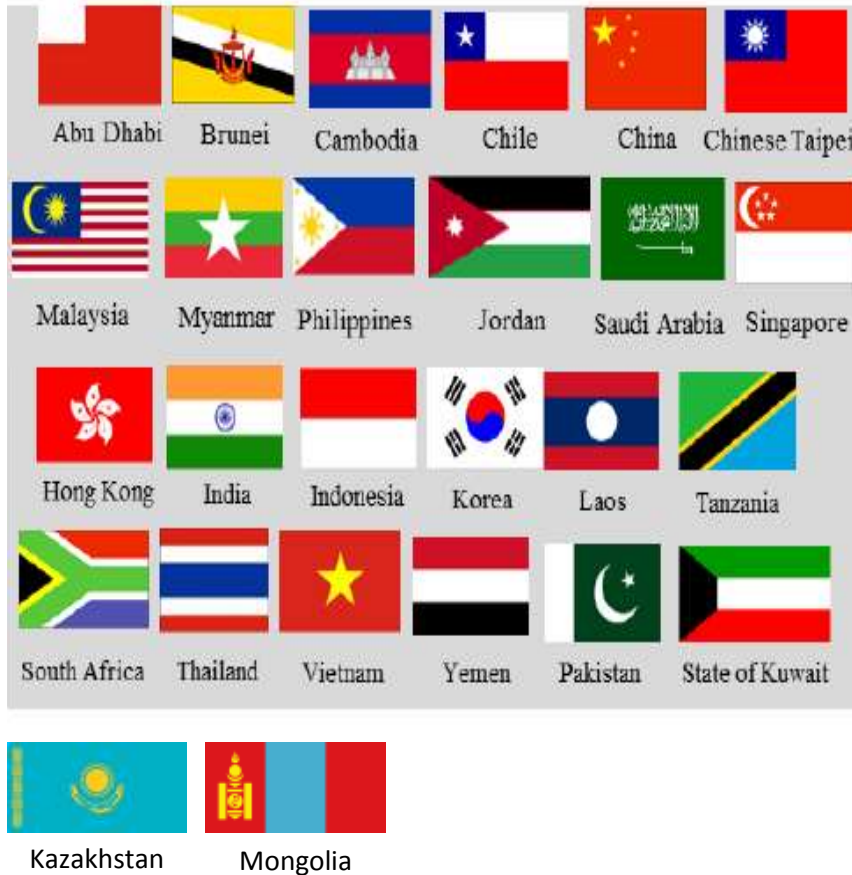 Abu Dhabi Brunei Cambodia Chile China Chinese Taipei
Malaysia Myanmar Philippines Jordan Saudi Arabia Singapore
Hong Kong India Indonesia Korea Laos Tanzania
South Africa Thailand Vietnam Yemen Pakistan State of Kuwait
Kazakhstan Mongolia